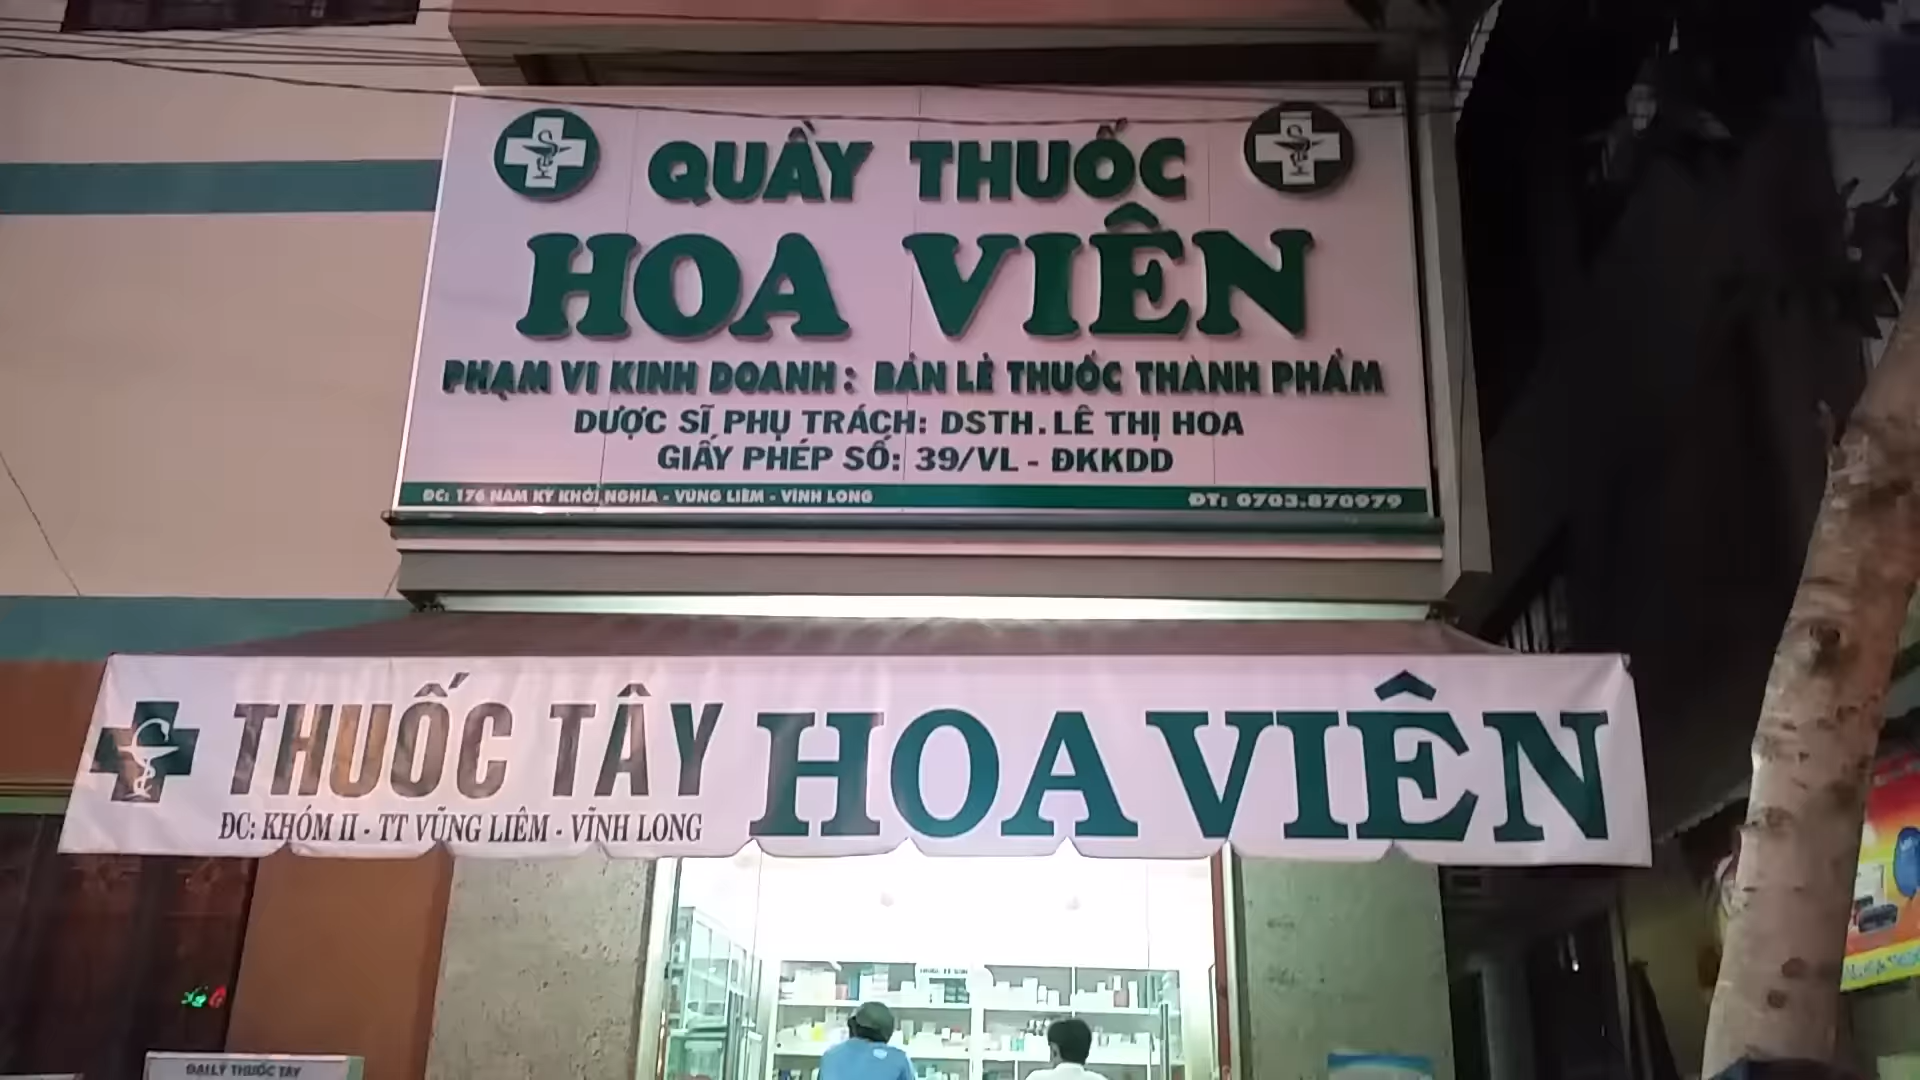 QUẦY THUỐC
HOA VIÊN
PHẠM VI KINH DOANH: BÁN LẺ THUỐC THÀNH PHẨM
DƯỢC SĨ PHỤ TRÁCH: DSTH. LÊ THỊ HOA
GIẤY PHÉP SỐ: 39/VL - ĐKKDD
ĐC: 176 NAM KỲ KHỞI NGHĨA - VŨNG LIÊM - VĨNH LONG ĐT: 0703.870979
THUỐC TÂY HOA VIÊN
ĐC: KHÓM II - TT VŨNG LIÊM - VĨNH LONG
ĐẠI LÝ THUỐC TÂY